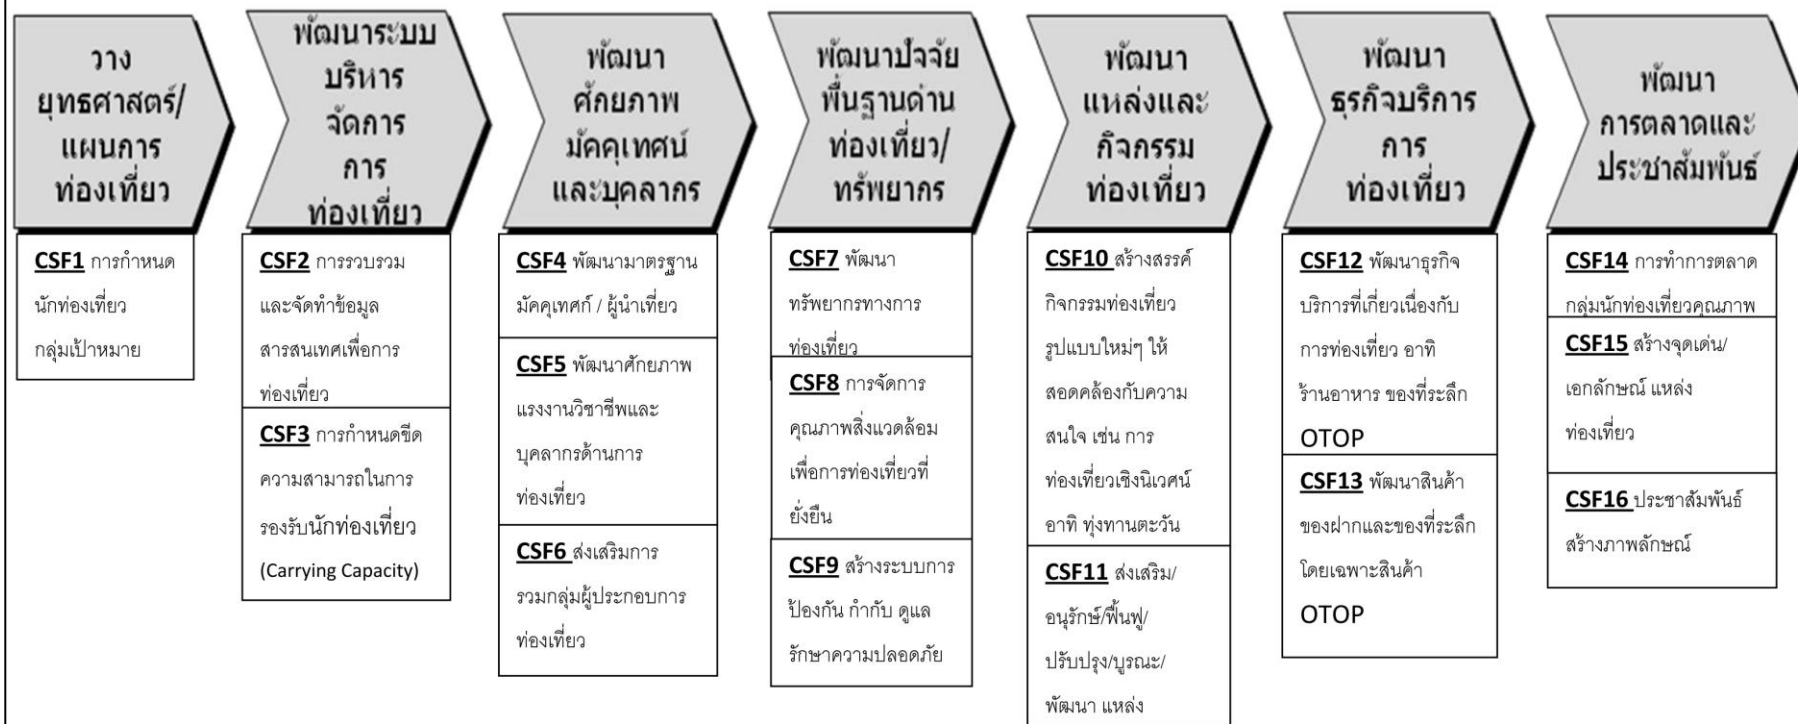 วาง
ยุทธศาสตร์/
แผนการ
ท่องเที่ยว
พัฒนาระบบ
บริหาร
จัดการ
การ
ท่องเที่ยว
พัฒนา
ศักยภาพ
มัคคุเทศน์
และบุคลากร
พัฒนาปัจจัย
พื้นฐานด้าน
ท่องเที่ยว/
ทรัพยากร
พัฒนา
แหล่งและ
กิจกรรม
ท่องเที่ยว
พัฒนา
ธุรกิจบริการ
การ
ท่องเที่ยว
พัฒนา
การตลาดและ
ประชาสัมพันธ์
CSF1 การกำหนด
นักท่องเที่ยว
กลุ่มเป้าหมาย
CSF2 การรวบรวม
และจัดทำข้อมูล
สารสนเทศเพื่อการ
ท่องเที่ยว
CSF3 การกำหนดขีด
ความสามารถในการ
รองรับนักท่องเที่ยว
(Carrying Capacity)
CSF4 พัฒนามาตรฐาน
มัคคุเทศก์ / ผู้นำเที่ยว
CSF5 พัฒนาศักยภาพ
แรงงานวิชาชีพและ
บุคลากรด้านการ
ท่องเที่ยว
CSF6 ส่งเสริมการ
รวมกลุ่มผู้ประกอบการ
ท่องเที่ยว
CSF7 พัฒนา
ทรัพยากรทางการ
ท่องเที่ยว
CSF8 การจัดการ
คุณภาพสิ่งแวดล้อม
เพื่อการท่องเที่ยวที่
ยั่งยืน
CSF9 สร้างระบบการ
ป้องกัน กำกับ ดูแล
รักษาความปลอดภัย
CSF10 สร้างสรรค์
กิจกรรมท่องเที่ยว
รูปแบบใหม่ๆ ให้
สอดคล้องกับความ
สนใจ เช่น การ
ท่องเที่ยวเชิงนิเวศน์
อาทิ ทุ่งทานตะวัน
CSF11 ส่งเสริม/
อนุรักษ์/ฟื้นฟู/
ปรับปรุง/บูรณะ/
พัฒนา แหล่ง
CSF12 พัฒนาธุรกิจ
บริการที่เกี่ยวเนื่องกับ
การท่องเที่ยว อาทิ
ร้านอาหาร ของที่ระลึก
OTOP
CSF13 พัฒนาสินค้า
ของฝากและของที่ระลึก
โดยเฉพาะสินค้า
OTOP
CSF14 การทำการตลาด
กลุ่มนักท่องเที่ยวคุณภาพ
CSF15 สร้างจุดเด่น/
เอกลักษณ์ แหล่ง
ท่องเที่ยว
CSF16 ประชาสัมพันธ์
สร้างภาพลักษณ์